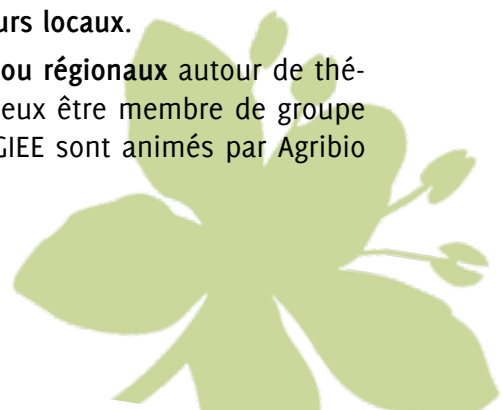 urs locaux.
ou régionaux autour de thé-
eux être membre de groupe
GIEE sont animés par Agribio